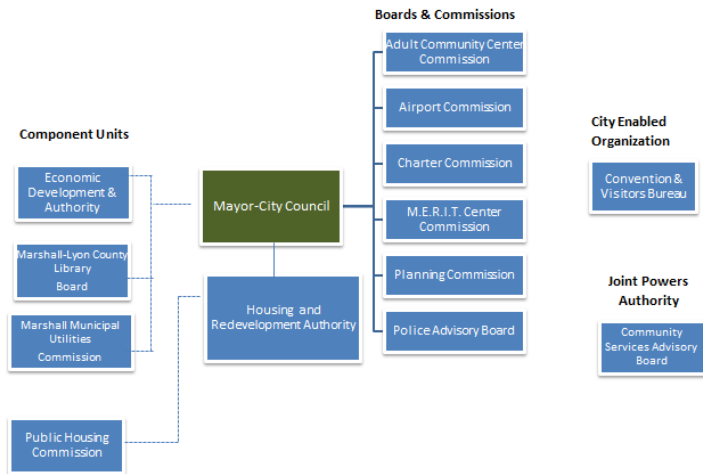 Boards & Commissions
Adult Community Center
Commission
Airport Commission
Charter Commission
M.E.R.I.T. Center
Commission
Planning Commission
Police Advisory Board
Component Units
Economic
Development &
Authority
Marshall-Lyon County
Library
Board
Marshall Municipal
Utilities
Commission
Public Housing
Commission
Mayor-City Council
Housing and
Redevelopment Authority
City Enabled
Organization
Convention &
Visitors Bureau
Joint Powers
Authority
Community
Services Advisory
Board